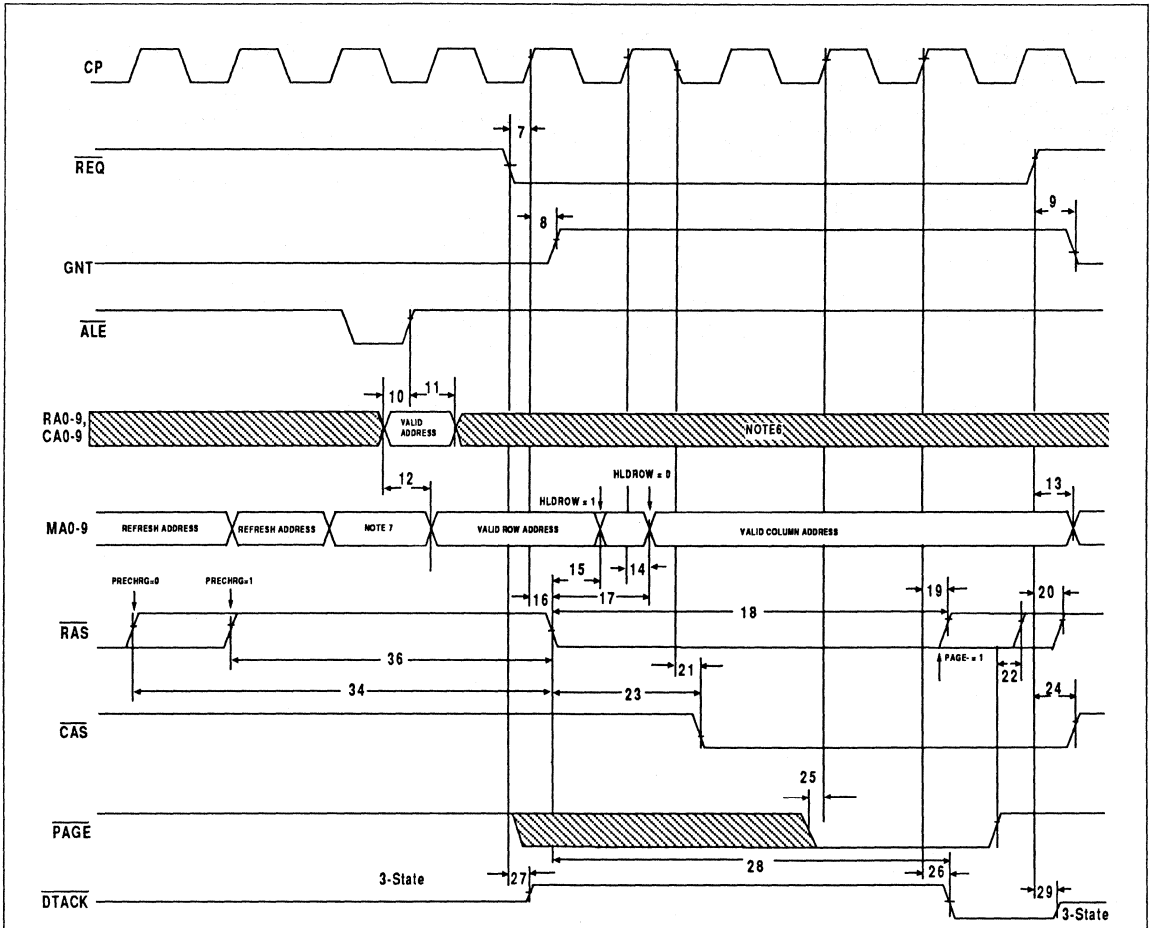 CP
7
REQ
8
9
GNT
ALE
10
11
RA0-9,
CA0-9
VALID
ADDRESS
NOTE6
12
HLDROW = 1
HLDROW = 0
13
MA0-9
REFRESH ADDRESS
REFRESH ADDRESS
NOTE 7
VALID ROW ADDRESS
VALID COLUMN ADDRESS
PRECHRG=0
PRECHRG=1
15
14
16
17
18
19
20
RAS
36
PAGE- = 1
21
22
34
23
24
CAS
25
PAGE
28
3-State
27
26
29
DTACK
3-State